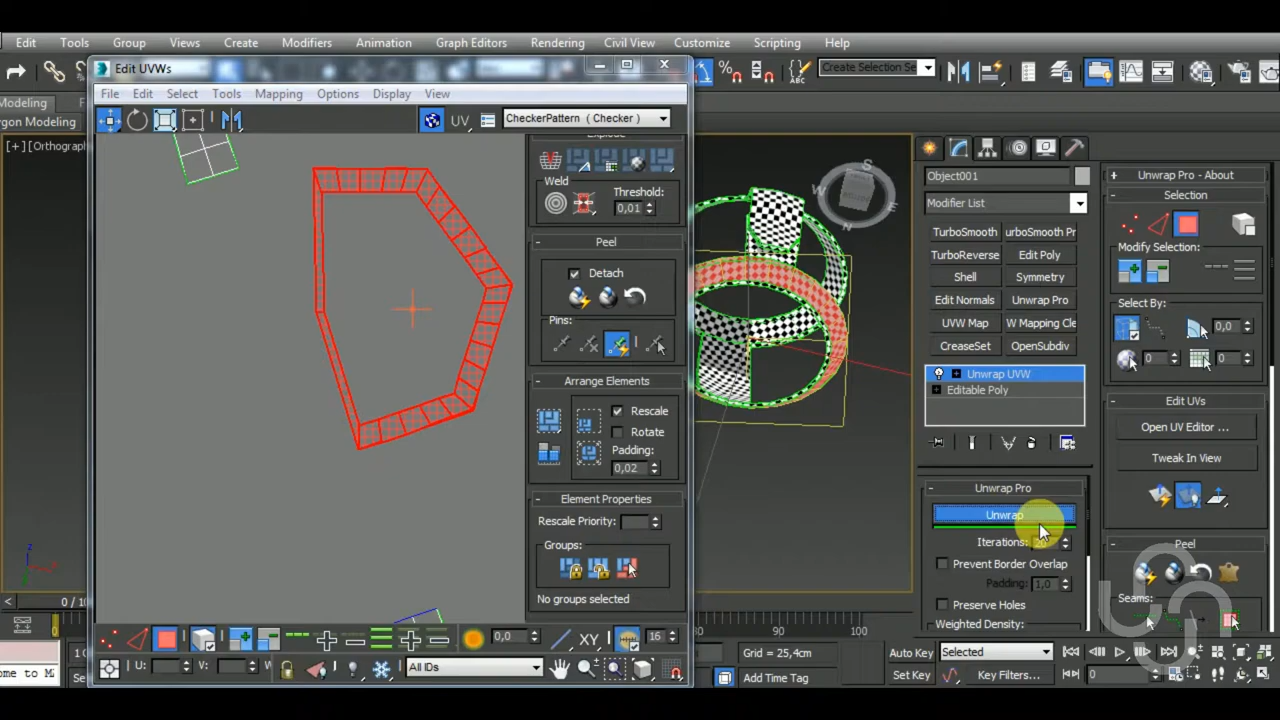 Edit Tools Group Views Create Modifiers Animation Graph Editors Rendering Civil View Customize Scripting Help
Create Selection Se
Modeling
gon Modeling
[+] [Orthogr
Edit UVWs
File Edit Select Tools Mapping Options Display View
UV
CheckerPattern ( Checker )
Explode
Weld
Threshold:
0,01
- Peel
Detach
Pins:
- Arrange Elements
Rescale
Rotate
Padding:
0,02
- Element Properties
Rescale Priority:
Groups:
No groups selected
0,0
XY
16
U:
V:
W
All IDs
S
W
E
N
Object001
Modifier List
TurboSmooth
urboSmooth Pr
TurboReverse
Edit Poly
Shell
Symmetry
Edit Normals
Unwrap Pro
UVW Map
W Mapping Cle
CreaseSet
OpenSubdiv
+ Unwrap UVW
+ Editable Poly
- Unwrap Pro
Unwrap
Iterations:
Prevent Border Overlap
Padding: 1,0
Preserve Holes
Weighted Density:
+ Unwrap Pro - About
- Selection
Modify Selection:
Select By:
0,0
0
0
- Edit UVs
Open UV Editor ...
Tweak In View
- Peel
Seams:
0 / 10
80
90
100
z
Grid = 25,4cm
Add Time Tag
Auto Key
Selected
Set Key
Key Filters...
0
ome to M